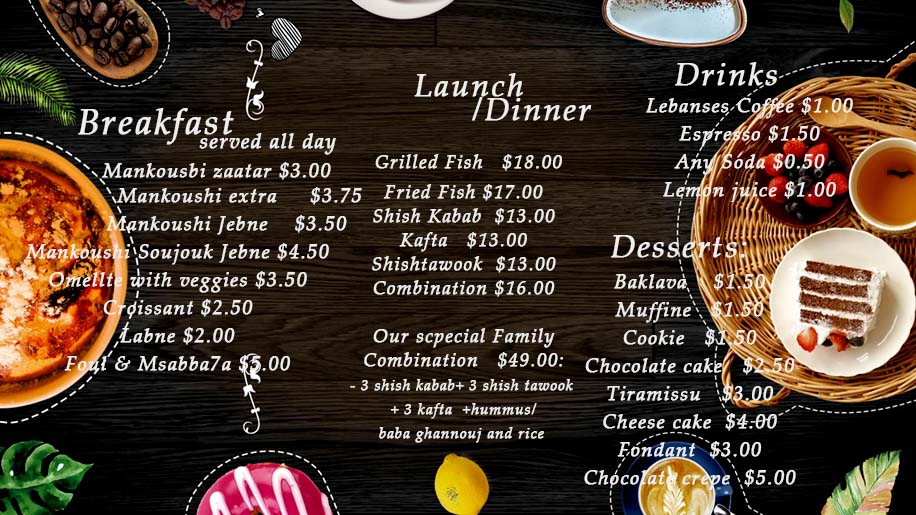 Breakfast
served all day
Mankousbi zaatar $3.00
Mankoushi extra $3.75
Mankoushi Jebne $3.50
Mankoushi Soujouk Jebne $4.50
Omellte with veggies $3.50
Croissant $2.50
Labne $2.00
Foul & Msabba7a $5.00
Launch
/Dinner
Grilled Fish $18.00
Fried Fish $17.00
Shish Kabab $13.00
Kafta $13.00
Shishtawook $13.00
Combination $16.00
Our scpecial Family
Combination $49.00:
- 3 shish kabab+ 3 shish tawook
+ 3 kafta +hummus/
baba ghannouj and rice
Drinks
Lebanses Coffee $1.00
Espresso $1.50
Any Soda $0.50
Lemon juice $1.00
Desserts:
Baklava $1.50
Muffine $1.50
Cookie $1.50
Chocolate cake $2.50
Tiramissu $3.00
Cheese cake $4.00
Fondant $3.00
Chocolate crepe $5.00